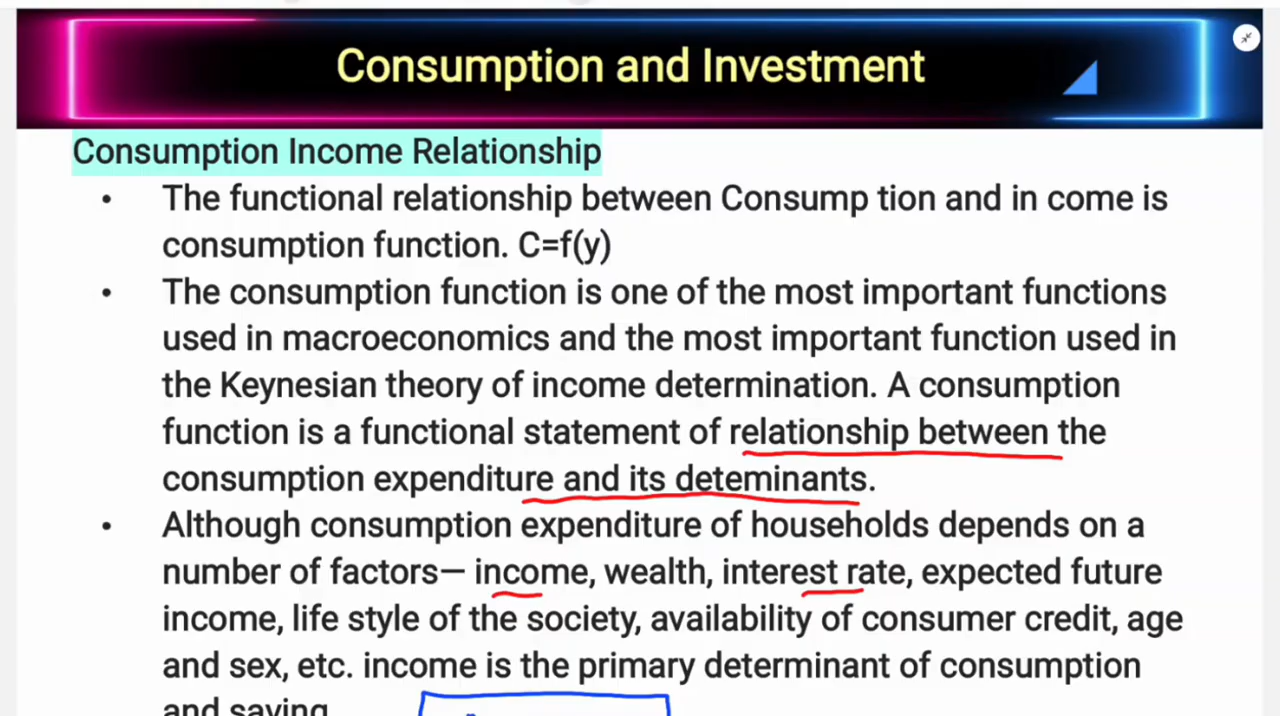 Consumption and Investment
Consumption Income Relationship
• The functional relationship between Consump tion and in come is
consumption function. C=f(y)
• The consumption function is one of the most important functions
used in macroeconomics and the most important function used in
the Keynesian theory of income determination. A consumption
function is a functional statement of relationship between the
consumption expenditure and its deteminants.
• Although consumption expenditure of households depends on a
number of factors— income, wealth, interest rate, expected future
income, life style of the society, availability of consumer credit, age
and sex, etc. income is the primary determinant of consumption
and saving.